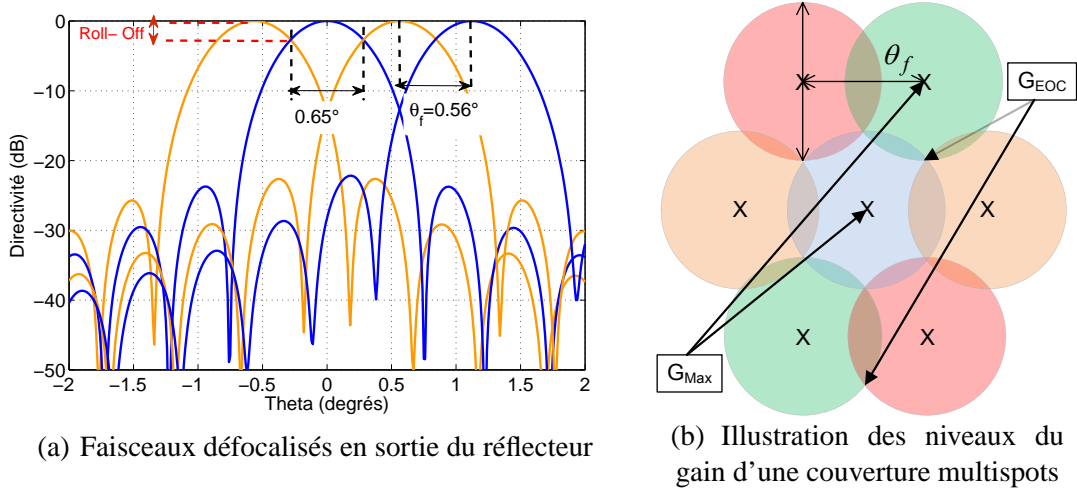 Roll– Off
0.65°
θf=0.56°
Directivité (dB)
0
−10
−20
−30
−40
−50
−2 −1.5 −1 −0.5 0 0.5 1 1.5 2
Theta (degrés)
(a) Faisceaux défocalisés en sortie du réflecteur
X θf X
GEOC
X X X
X X
GMax
(b) Illustration des niveaux du
gain d'une couverture multispots